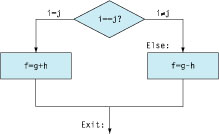 i=j
i≠j
i==j?
Else:
f=g+h
f=g-h
Exit: